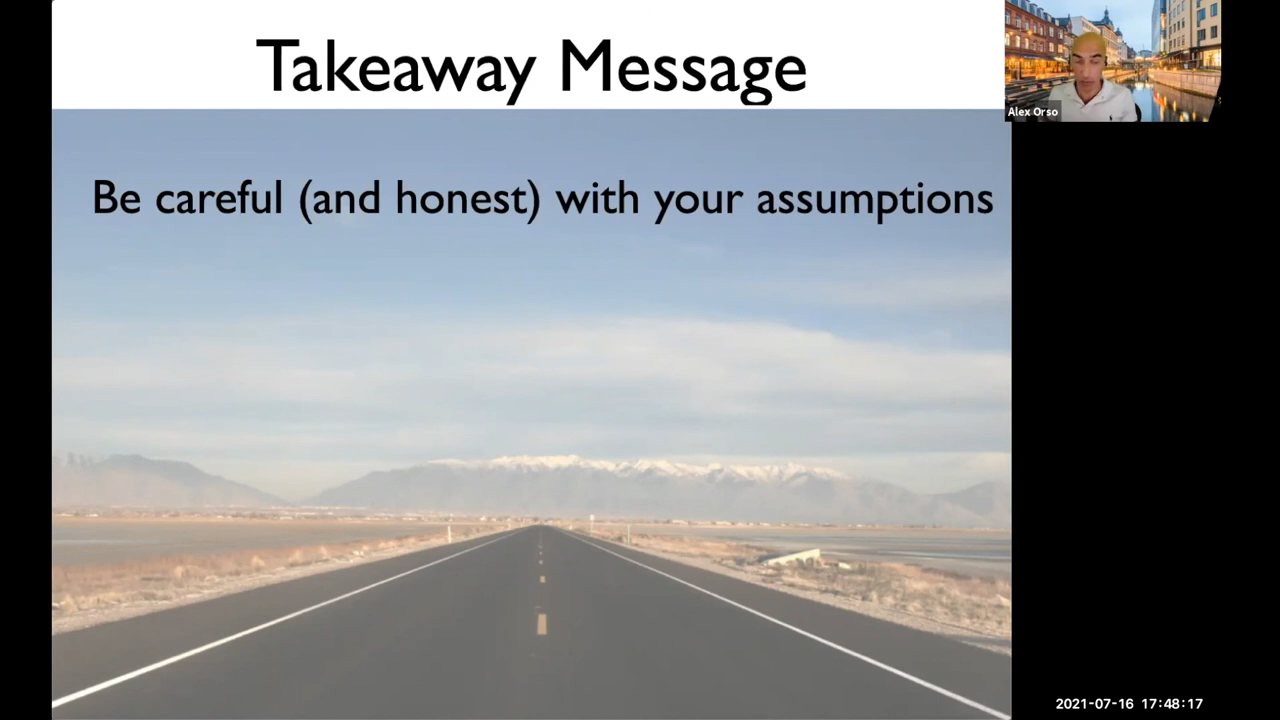 Takeaway Message
Alex Orso
Be careful (and honest) with your assumptions
2021-07-16 17:48:17